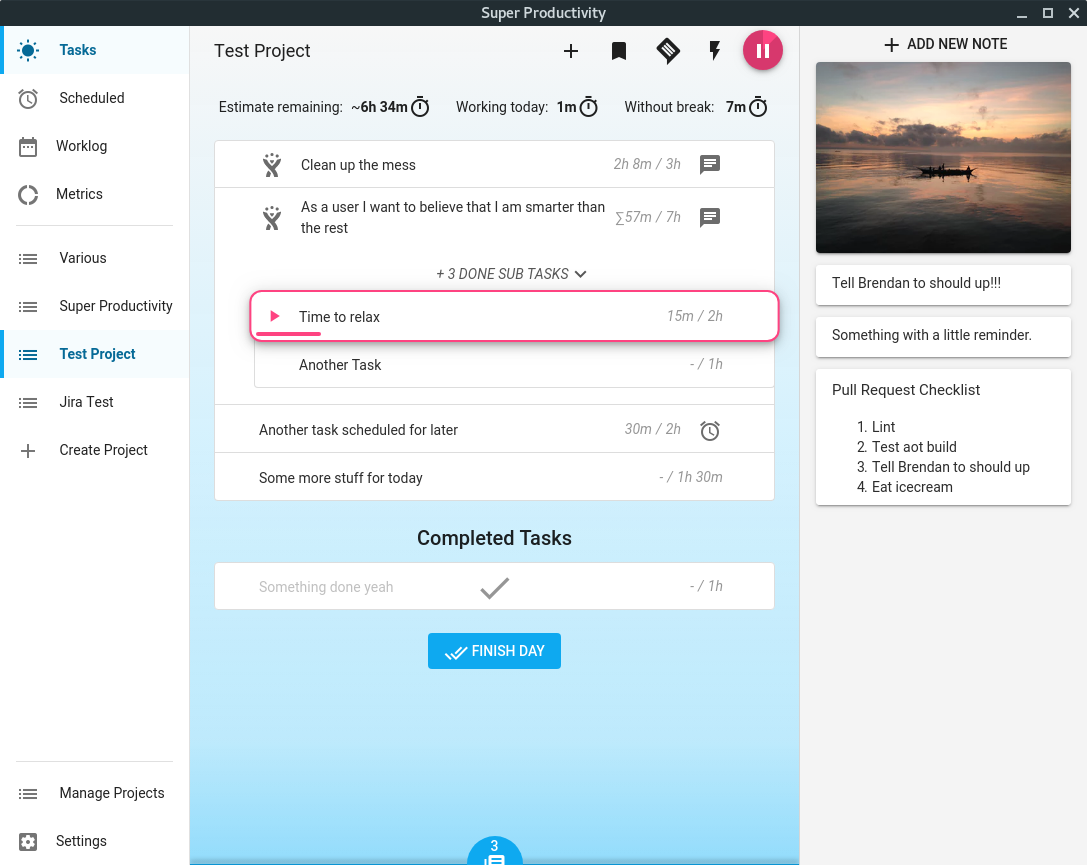 Super Productivity
Tasks
Scheduled
Worklog
Metrics
Various
Super Productivity
Test Project
Jira Test
Create Project
Manage Projects
Settings
Test Project
Estimate remaining: ~6h 34m
Working today: 1m
Without break: 7m
Clean up the mess 2h 8m / 3h
As a user I want to believe that I am smarter than
the rest
∑57m / 7h
+ 3 DONE SUB TASKS
Time to relax 15m / 2h
Another Task - / 1h
Another task scheduled for later 30m / 2h
Some more stuff for today - / 1h 30m
Completed Tasks
Something done yeah - / 1h
FINISH DAY
3
ADD NEW NOTE
Tell Brendan to should up!!!
Something with a little reminder.
Pull Request Checklist
1. Lint
2. Test aot build
3. Tell Brendan to should up
4. Eat icecream